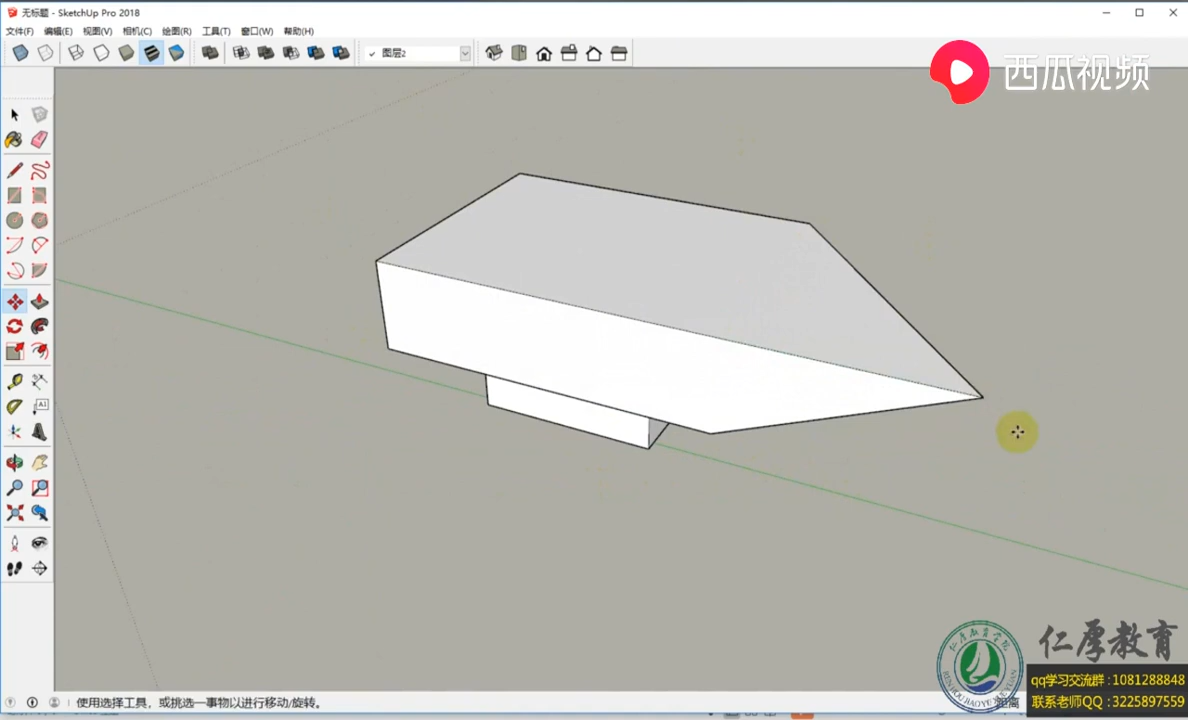 无标题 - SketchUp Pro 2018
文件(F) 编辑(E) 视图(V) 相机(C) 绘图(R) 工具(T) 窗口(W) 帮助(H)
图层2
西瓜视频
A1
仁厚教育
qq学习交流群:1081288848
使用选择工具，或挑选一事物以进行移动/旋转。
距离
联系老师QQ:3225897559